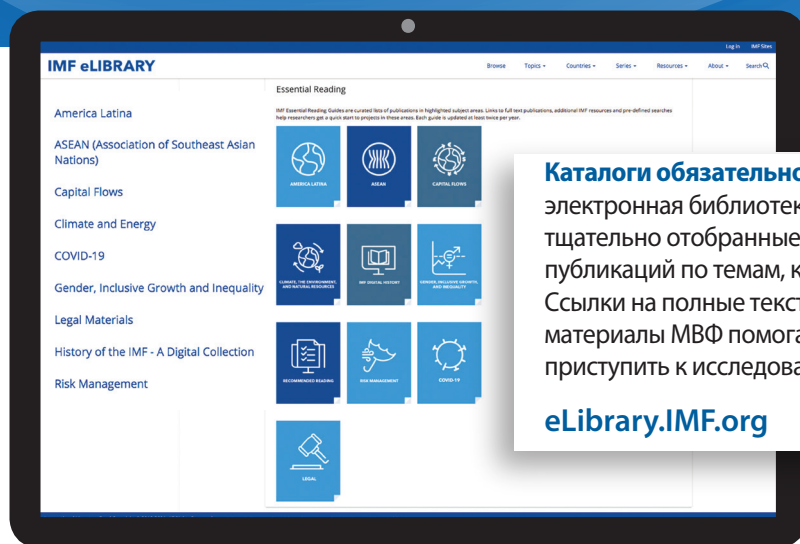 Log In IMF Sites
IMF eLIBRARY
Browse Topics Countries Series Resources About Search
Essential Reading
IMF Essential Reading Guides are curated lists of publications in highlighted subject areas. Links to full text publications, additional IMF resources and pre-defined searches
help researchers get a quick start to projects in these areas. Each guide is updated at least twice per year.
America Latina
ASEAN (Association of Southeast Asian
Nations)
Capital Flows
Climate and Energy
COVID-19
Gender, Inclusive Growth and Inequality
Legal Materials
History of the IMF - A Digital Collection
Risk Management
AMERICA LATINA
ASEAN
CAPITAL FLOWS
CLIMATE, THE ENVIRONMENT,
AND NATURAL RESOURCES
IMF DIGITAL HISTORY
GENDER, INCLUSIVE GROWTH,
AND INEQUALITY
RECOMMENDED READING
RISK MANAGEMENT
COVID-19
LEGAL
Каталоги обязательно
электронная библиотек
тщательно отобранные
публикаций по темам, к
Ссылки на полные текст
материалы МВФ помога
приступить к исследова
eLibrary.IMF.org